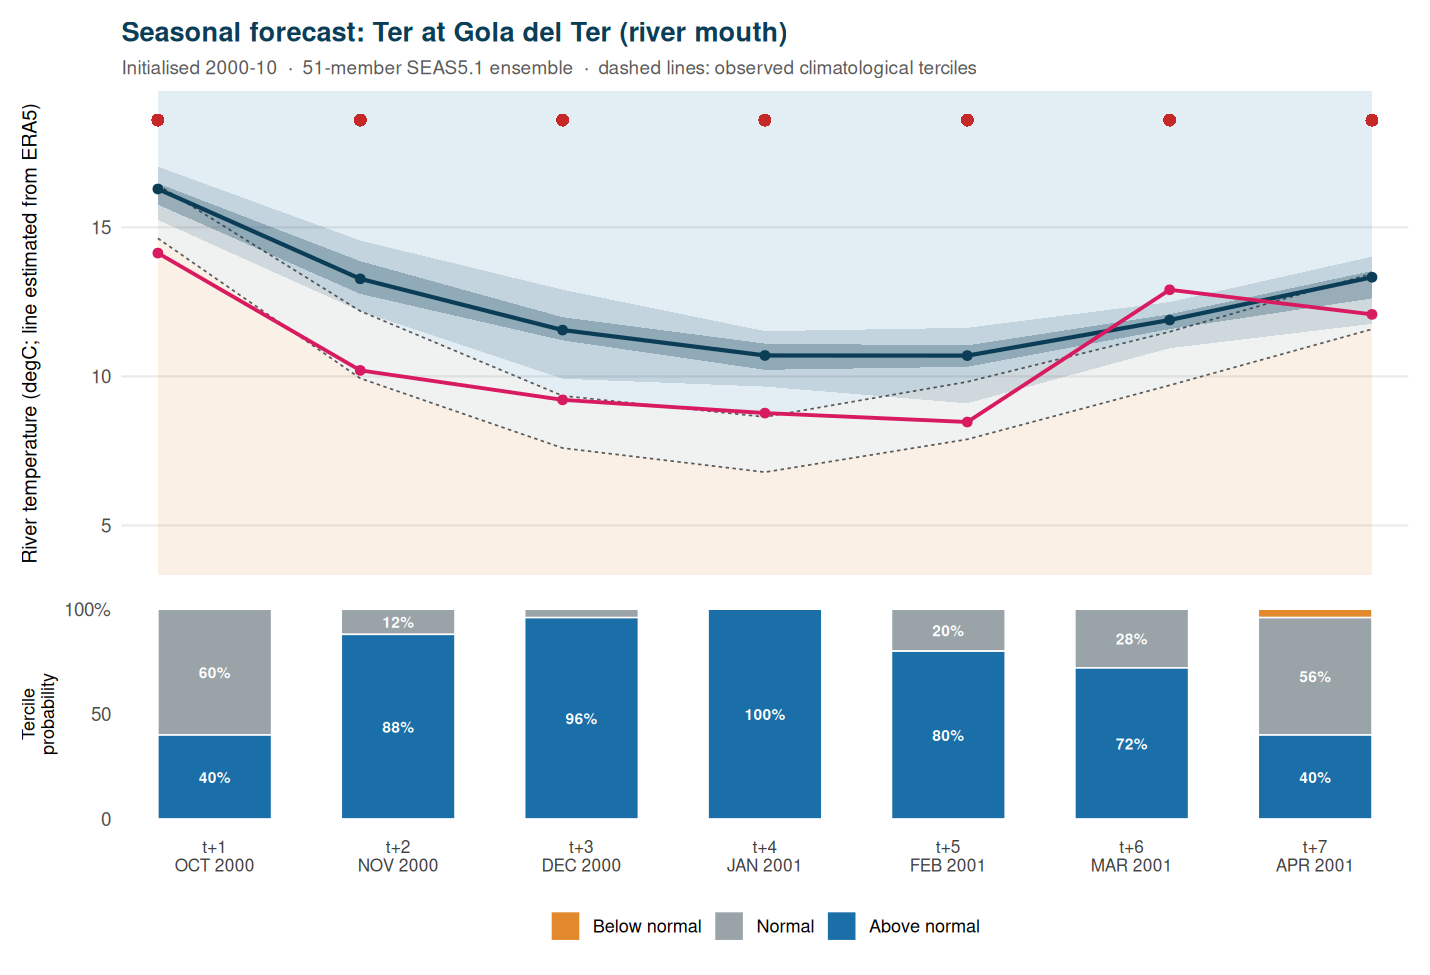 Seasonal forecast: Ter at Gola del Ter (river mouth)
Initialised 2000-10 · 51-member SEAS5.1 ensemble · dashed lines: observed climatological terciles
River temperature (degC; line estimated from ERA5)
15
10
5
100%
50
0
Tercile
probability
60%
40%
12%
88%
96%
100%
20%
80%
28%
72%
56%
40%
t+1
OCT 2000
t+2
NOV 2000
t+3
DEC 2000
t+4
JAN 2001
t+5
FEB 2001
t+6
MAR 2001
t+7
APR 2001
Below normal
Normal
Above normal